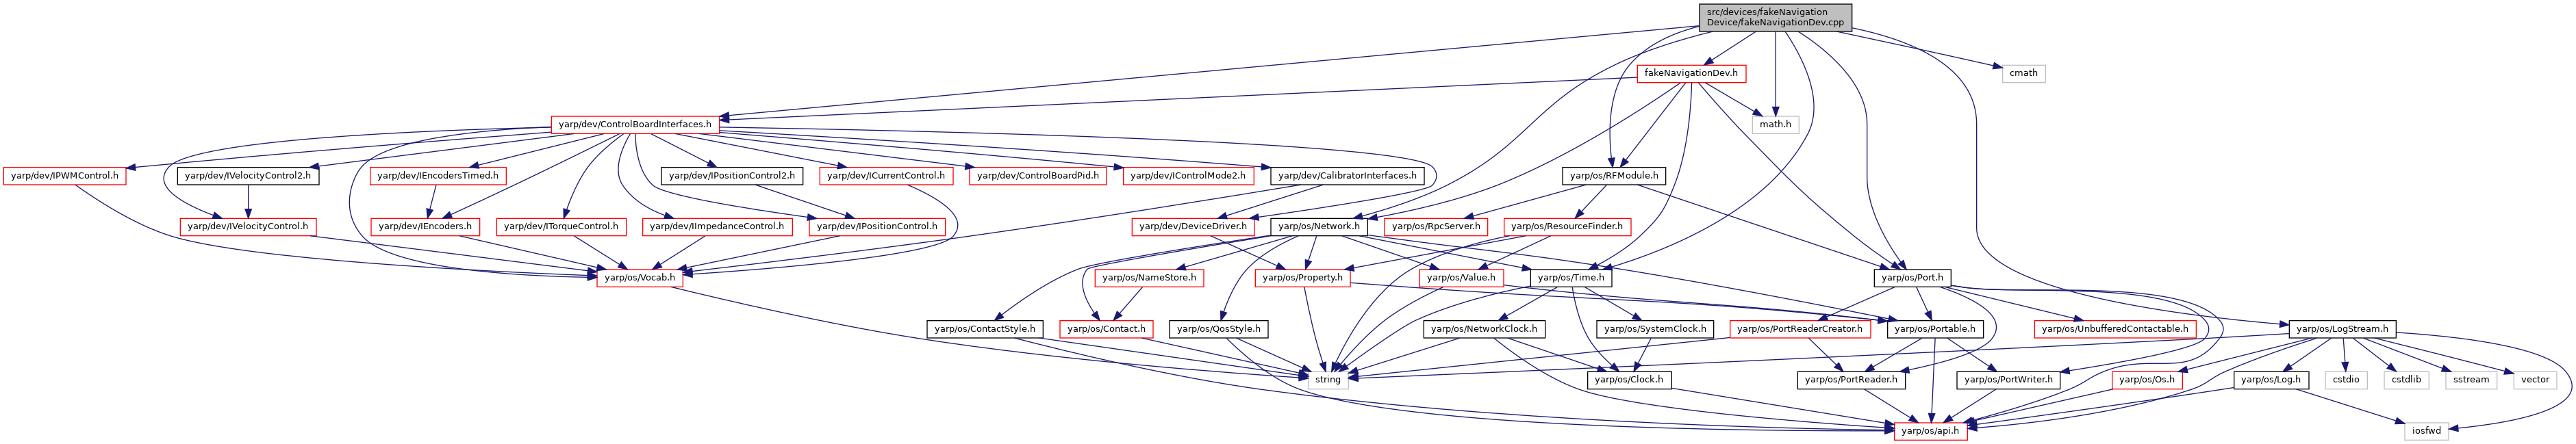 src/devices/fakeNavigation
Device/fakeNavigationDev.cpp
fakeNavigationDev.h
cmath
yarp/dev/ControlBoardInterfaces.h
math.h
yarp/dev/IPWMControl.h
yarp/dev/IVelocityControl2.h
yarp/dev/IEncodersTimed.h
yarp/dev/IPositionControl2.h
yarp/dev/ICurrentControl.h
yarp/dev/ControlBoardPid.h
yarp/dev/IControlMode2.h
yarp/dev/CalibratorInterfaces.h
yarp/os/RFModule.h
yarp/dev/IVelocityControl.h
yarp/dev/IEncoders.h
yarp/dev/ITorqueControl.h
yarp/dev/IImpedanceControl.h
yarp/dev/IPositionControl.h
yarp/dev/DeviceDriver.h
yarp/os/Network.h
yarp/os/RpcServer.h
yarp/os/ResourceFinder.h
yarp/os/Vocab.h
yarp/os/NameStore.h
yarp/os/Property.h
yarp/os/Value.h
yarp/os/Time.h
yarp/os/Port.h
yarp/os/ContactStyle.h
yarp/os/Contact.h
yarp/os/QosStyle.h
yarp/os/NetworkClock.h
yarp/os/SystemClock.h
yarp/os/PortReaderCreator.h
yarp/os/Portable.h
yarp/os/UnbufferedContactable.h
yarp/os/LogStream.h
string
yarp/os/Clock.h
yarp/os/PortReader.h
yarp/os/PortWriter.h
yarp/os/Os.h
yarp/os/Log.h
cstdio
cstdlib
sstream
vector
yarp/os/api.h
iosfwd